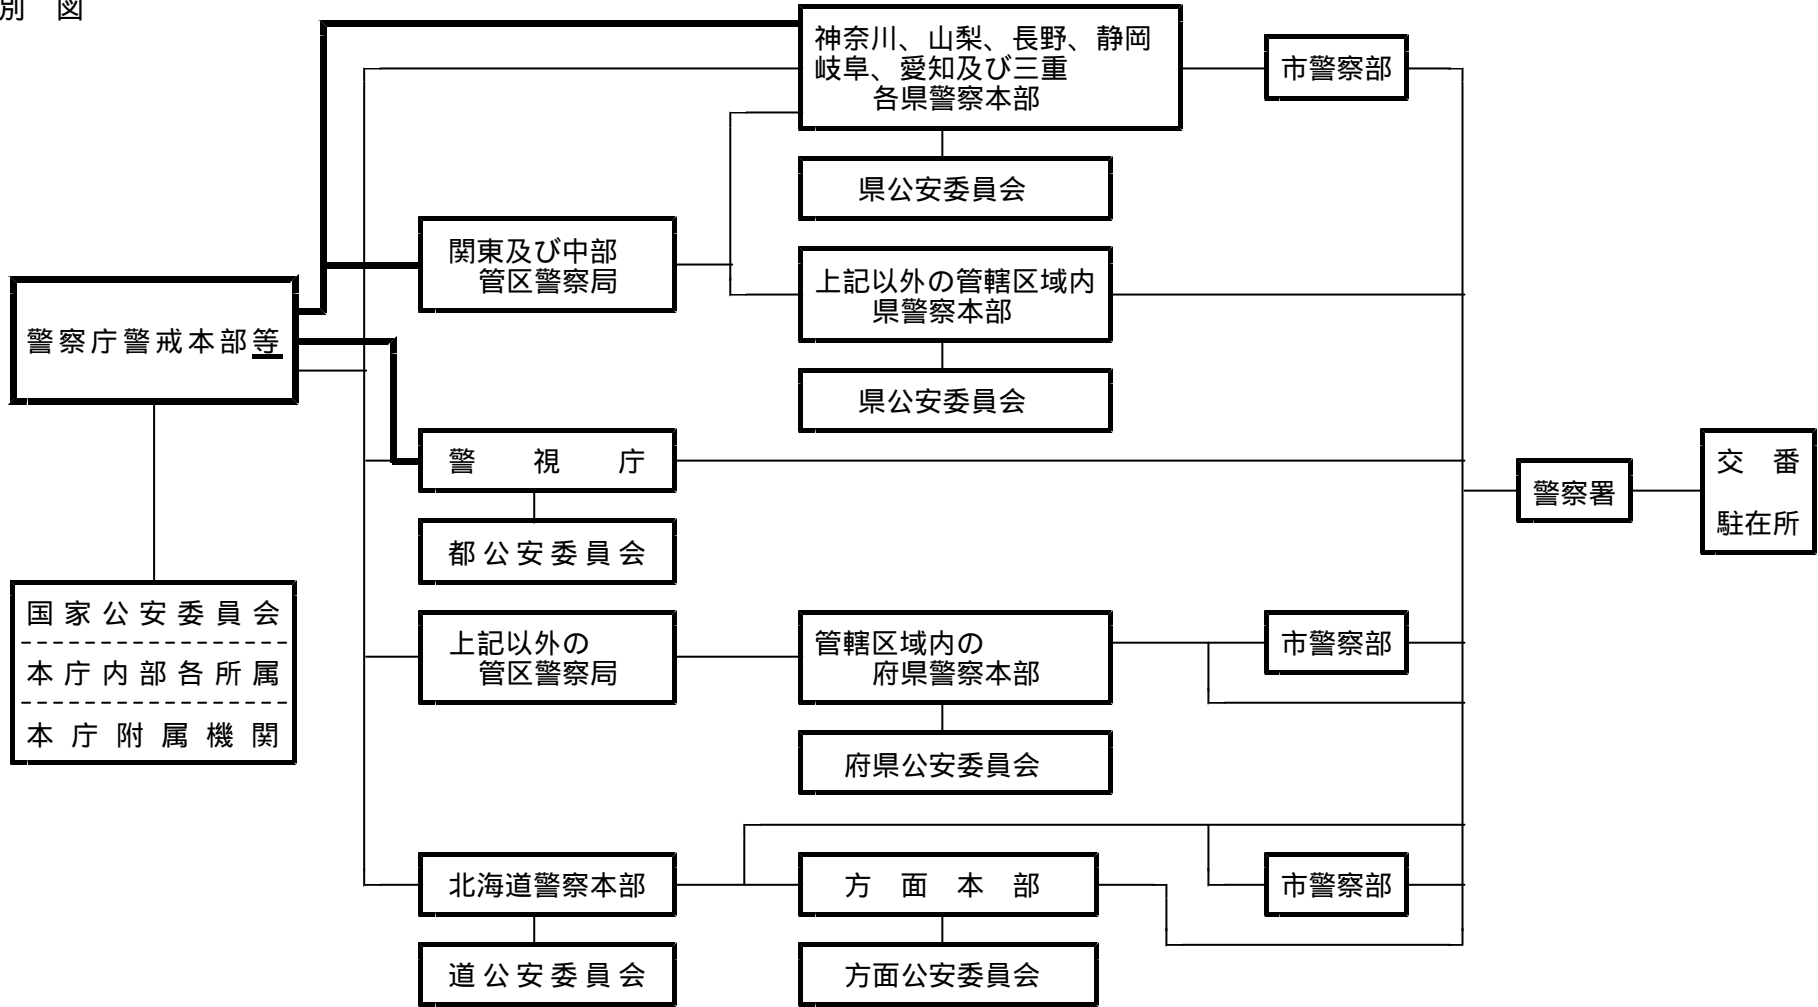 別　図
神奈川、山梨、長野、静岡
岐阜、愛知及び三重
各県警察本部
市警察部
県公安委員会
関東及び中部
管区警察局
上記以外の管轄区域内
県警察本部
警察庁警戒本部等
県公安委員会
警　視　庁
都公安委員会
警察署
交　番
駐在所
国家公安委員会
本庁内部各所属
本庁附属機関
上記以外の
管区警察局
管轄区域内の
府県警察本部
市警察部
府県公安委員会
北海道警察本部
方　面　本　部
市警察部
道公安委員会
方面公安委員会